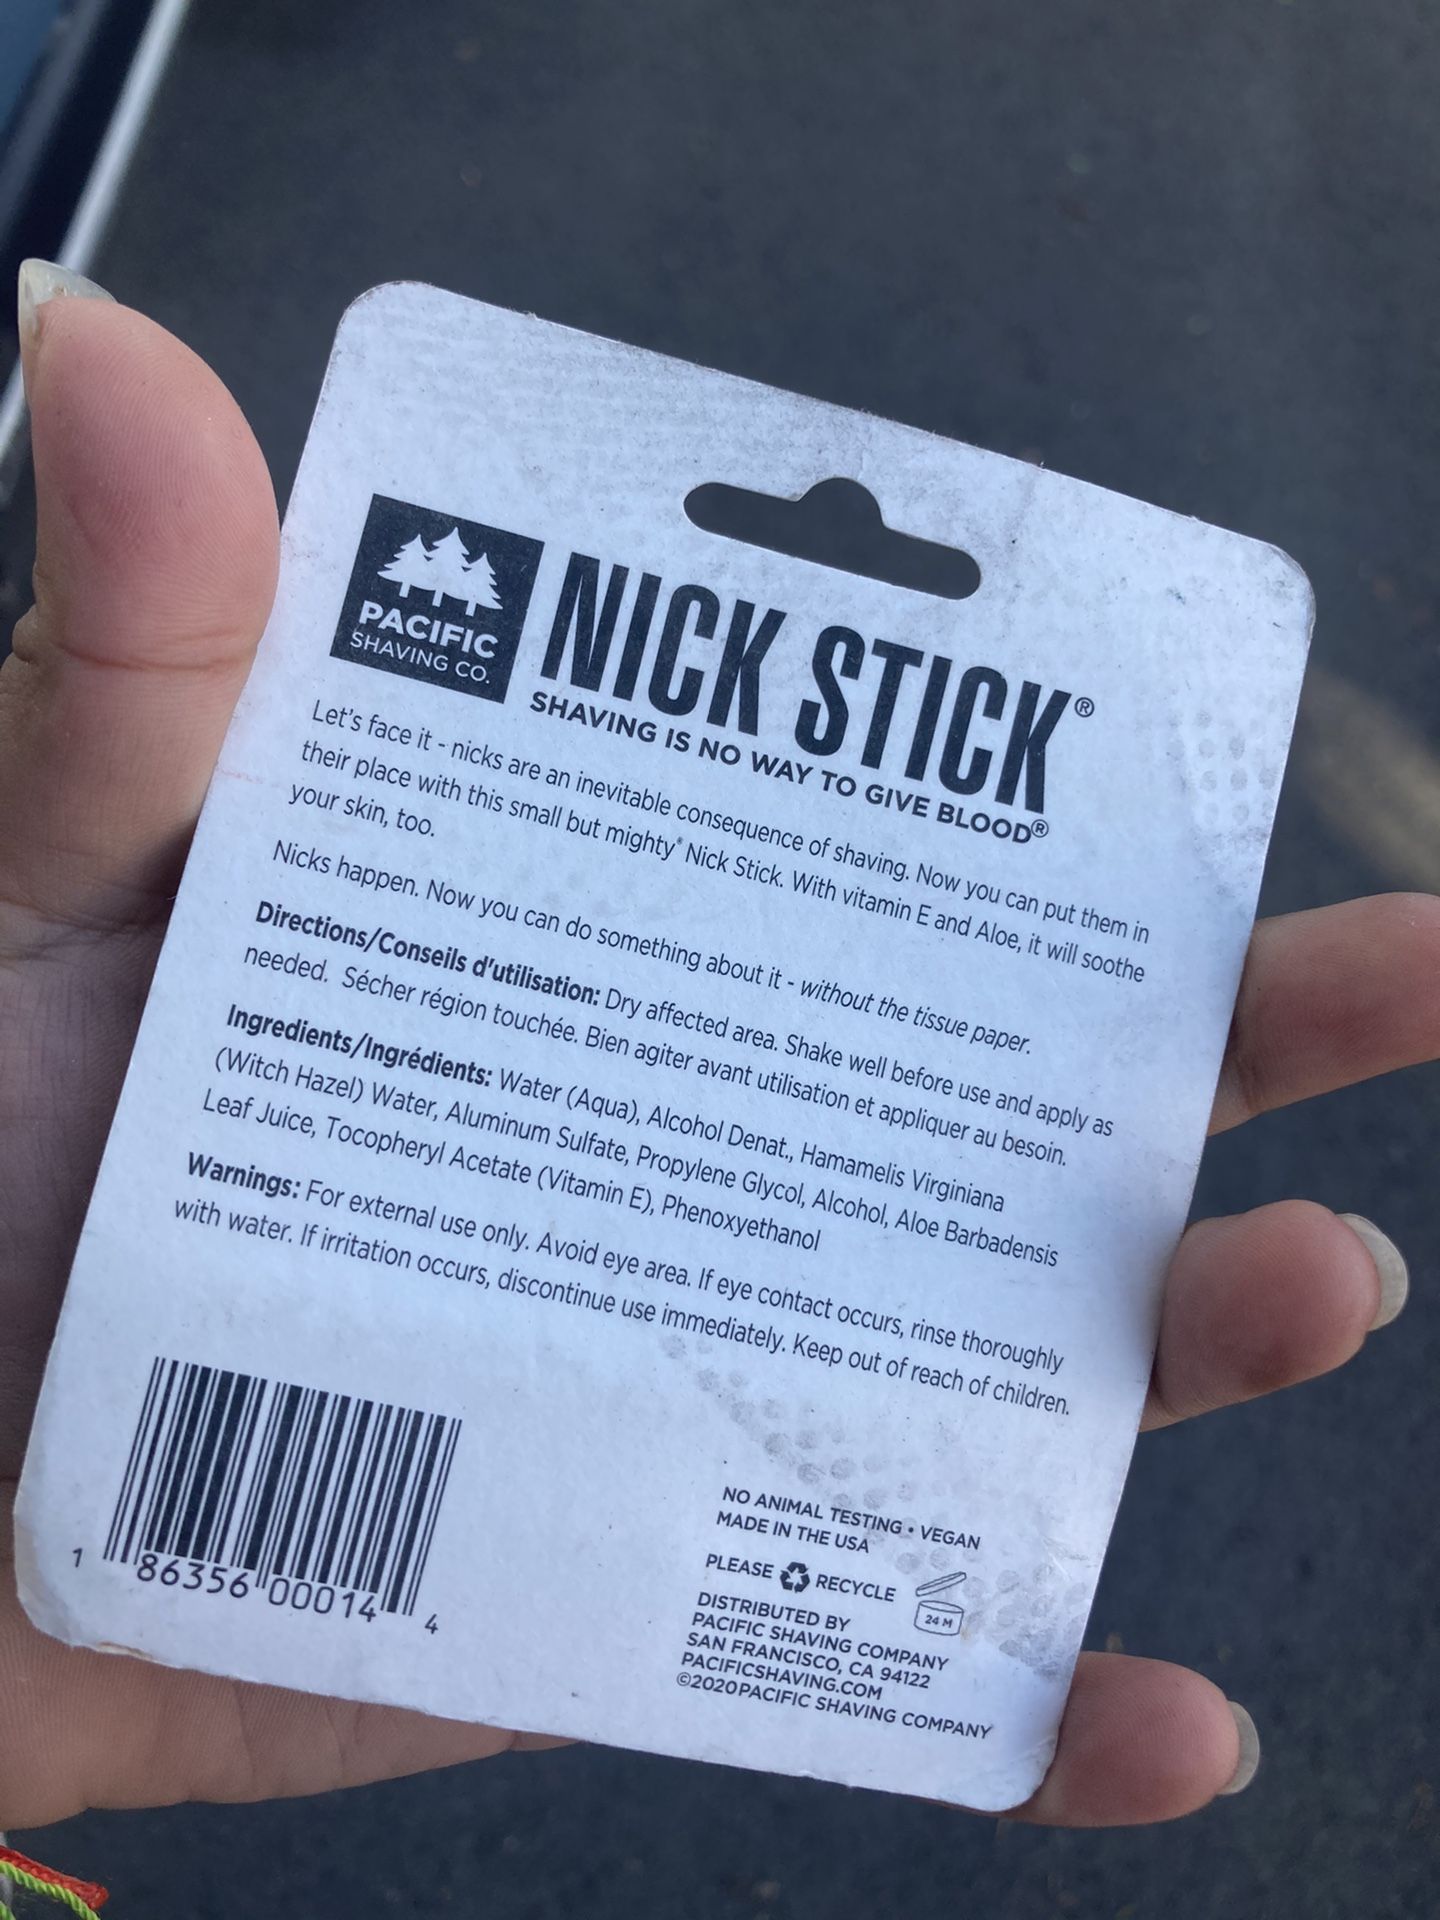 PACIFIC
SHAVING CO.
NICK STICK®
SHAVING IS NO WAY TO GIVE BLOOD®
Let's face it - nicks are an inevitable consequence of shaving. Now you can put them in
their place with this small but mighty® Nick Stick. With vitamin E and Aloe, it will soothe
your skin, too.
Nicks happen. Now you can do something about it - without the tissue paper.
Directions/Conseils d'utilisation: Dry affected area. Shake well before use and apply as
needed. Sécher région touchée. Bien agiter avant utilisation et appliquer au besoin.
Ingredients/Ingrédients: Water (Aqua), Alcohol Denat., Hamamelis Virginiana
(Witch Hazel) Water, Aluminum Sulfate, Propylene Glycol, Alcohol, Aloe Barbadensis
Leaf Juice, Tocopheryl Acetate (Vitamin E), Phenoxyethanol
Warnings: For external use only. Avoid eye area. If eye contact occurs, rinse thoroughly
with water. If irritation occurs, discontinue use immediately. Keep out of reach of children.
1 86356 00014 4
NO ANIMAL TESTING • VEGAN
MADE IN THE USA
PLEASE RECYCLE
24 M
DISTRIBUTED BY
PACIFIC SHAVING COMPANY
SAN FRANCISCO, CA 94122
PACIFICSHAVING.COM
©2020 PACIFIC SHAVING COMPANY